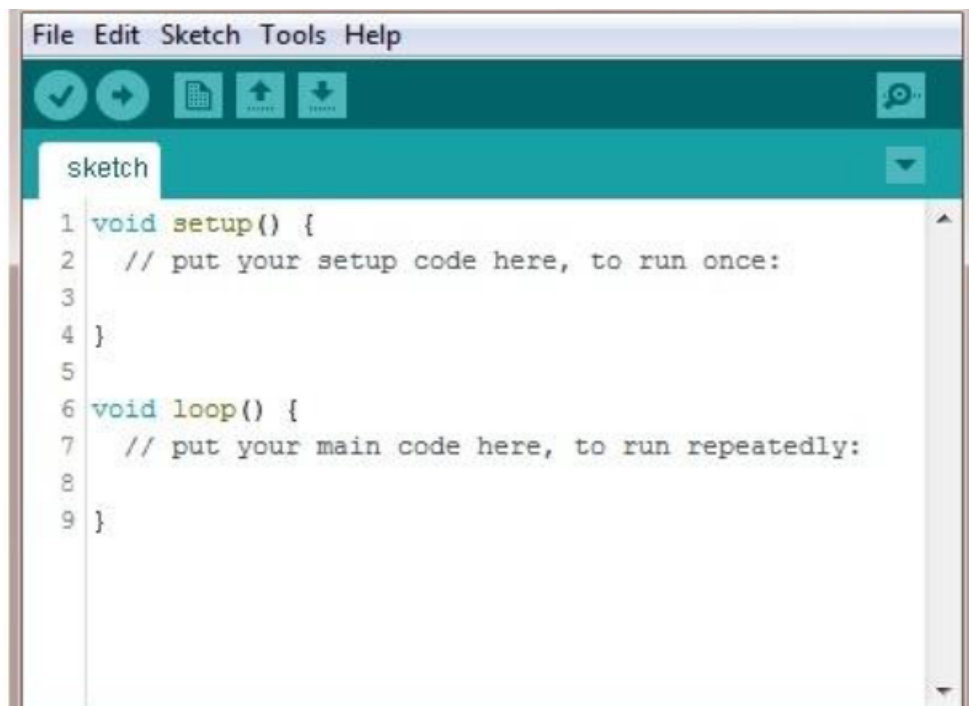 File Edit Sketch Tools Help
sketch
1 void setup() {
2 // put your setup code here, to run once:
3
4 }
5
6 void loop() {
7 // put your main code here, to run repeatedly:
8
9 }